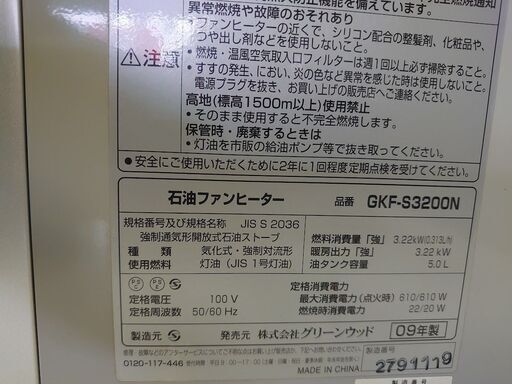 異常燃焼や故障のおそれあり
●ファンヒーターの近くで、シリコン配合の整髪剤、化粧品や、
つや出し剤などを使用しないこと。
⚠注意
●燃焼・温風空気取入口フィルターは週1回以上必ず掃除すること。
●すすの発生、におい、炎の色など異常を感じた時は使用しないこと。
電源プラグを抜き、お買い上げの販売店へご連絡ください。
高地(標高1500m以上)使用禁止
●そのまま使用すると不完全燃焼します。
保管時・廃棄するときは
●灯油を市販の給油ポンプ等で抜き取ってください。
●安全にご使用いただくために2年に1回程度定期点検を受けてください。
石油ファンヒーター 品番 GKF-S3200N
規格番号及び規格名称 JIS S 2036
強制通気形開放式石油ストーブ
種類 気化式・強制対流形
使用燃料 灯油 (JIS 1号灯油)
燃料消費量「強」 3.22kW(0.313L/h)
暖房出力「強」 3.22 kW
油タンク容量 5.0 L
定格電圧 100 V
定格周波数 50/60 Hz
定格消費電力
最大消費電力(点火時) 610/610 W
燃焼時消費電力 22/20 W
製造元 発売元 株式会社グリーンウッド 09年製
0120-117-446
MADE IN CHINA
製造番号
2791119